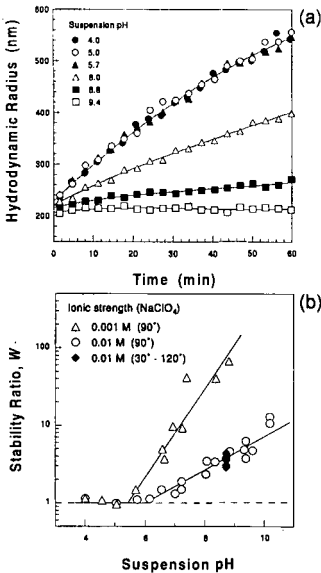 (a)
Suspension pH
4.0
5.0
5.7
8.0
8.8
9.4
Hydrodynamic Radius (nm)
600
500
400
300
200
0 10 20 30 40 50 60
Time (min)
(b)
Ionic strength (NaClO₄)
0.001 M (90°)
0.01 M (90°)
0.01 M (30° - 120°)
Stability Ratio, W
100
10
1
4 6 8 10
Suspension pH